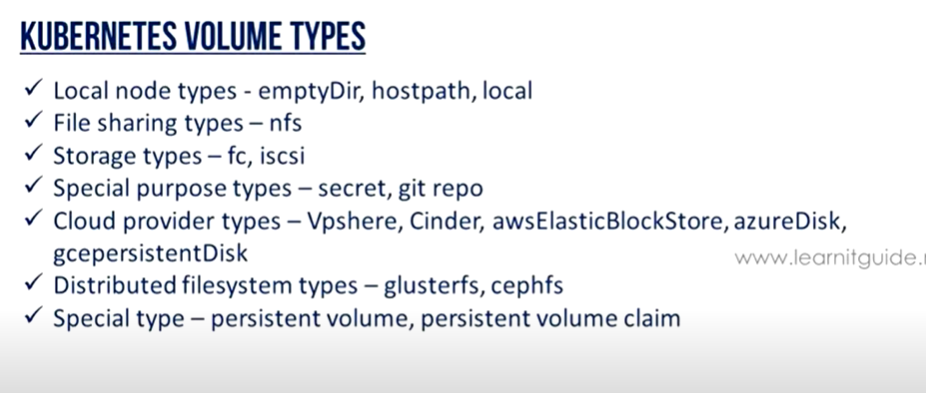 KUBERNETES VOLUME TYPES
✓ Local node types - emptyDir, hostpath, local
✓ File sharing types – nfs
✓ Storage types – fc, iscsi
✓ Special purpose types – secret, git repo
✓ Cloud provider types – Vpshere, Cinder, awsElasticBlockStore, azureDisk,
gcepersistentDisk
www.learnitguide.
✓ Distributed filesystem types – glusterfs, cephfs
✓ Special type – persistent volume, persistent volume claim